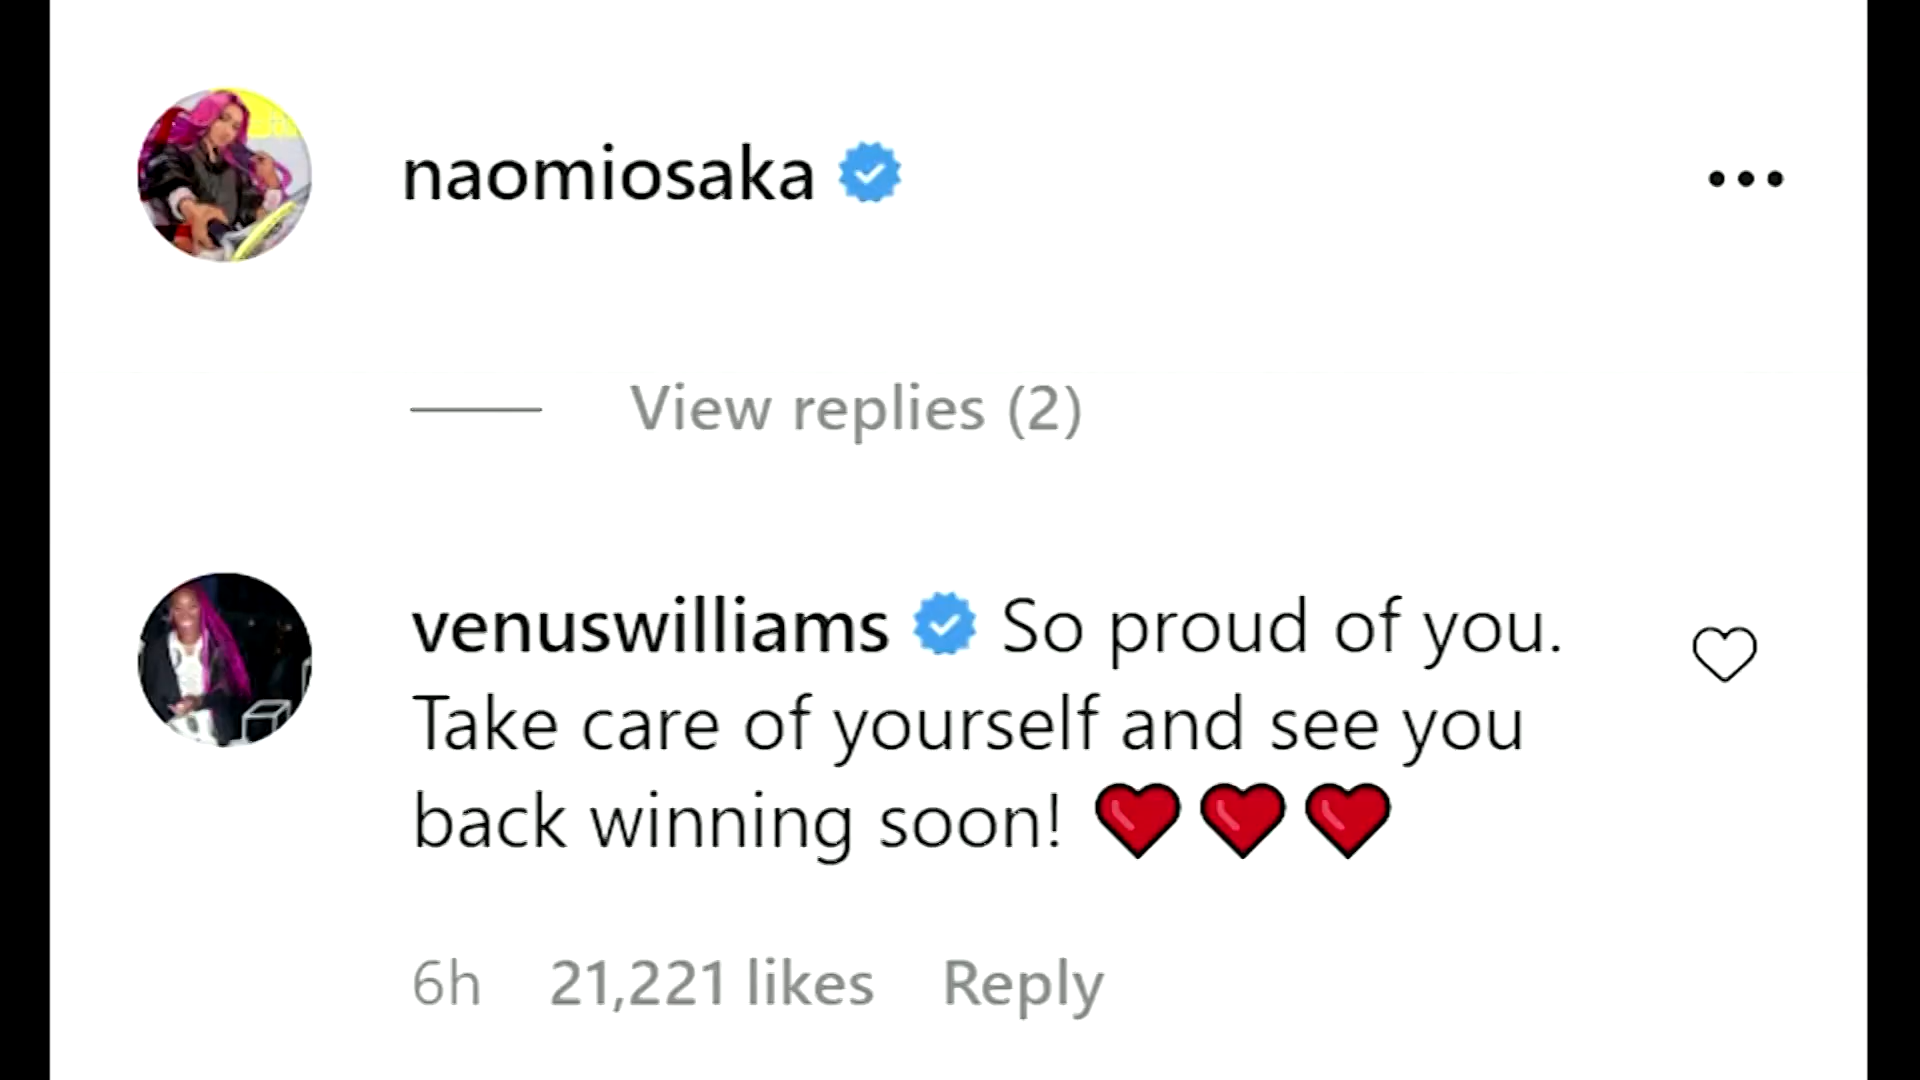 naomiosaka
View replies (2)
venuswilliams So proud of you.
Take care of yourself and see you
back winning soon! ❤❤❤
6h 21,221 likes Reply